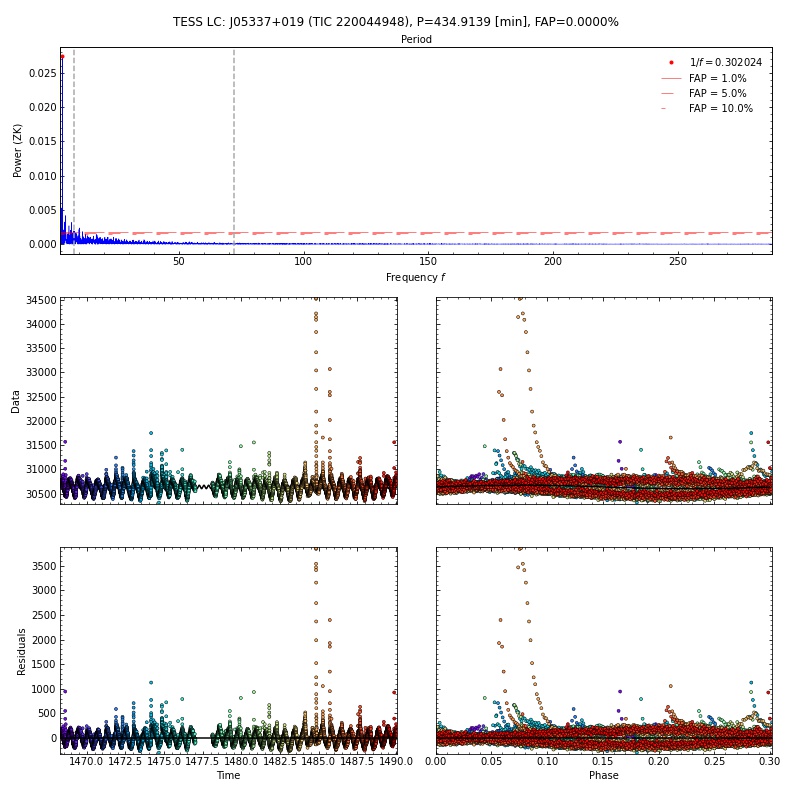 TESS LC: J05337+019 (TIC 220044948), P=434.9139 [min], FAP=0.0000%
Period
Power (ZK)
0.025
0.020
0.015
0.010
0.005
0.000
1/f = 0.302024
FAP = 1.0%
FAP = 5.0%
FAP = 10.0%
50 100 150 200 250
Frequency f
Data
34500
34000
33500
33000
32500
32000
31500
31000
30500
Residuals
3500
3000
2500
2000
1500
1000
500
0
1470.0 1472.5 1475.0 1477.5 1480.0 1482.5 1485.0 1487.5 1490.0
Time
0.00 0.05 0.10 0.15 0.20 0.25 0.30
Phase